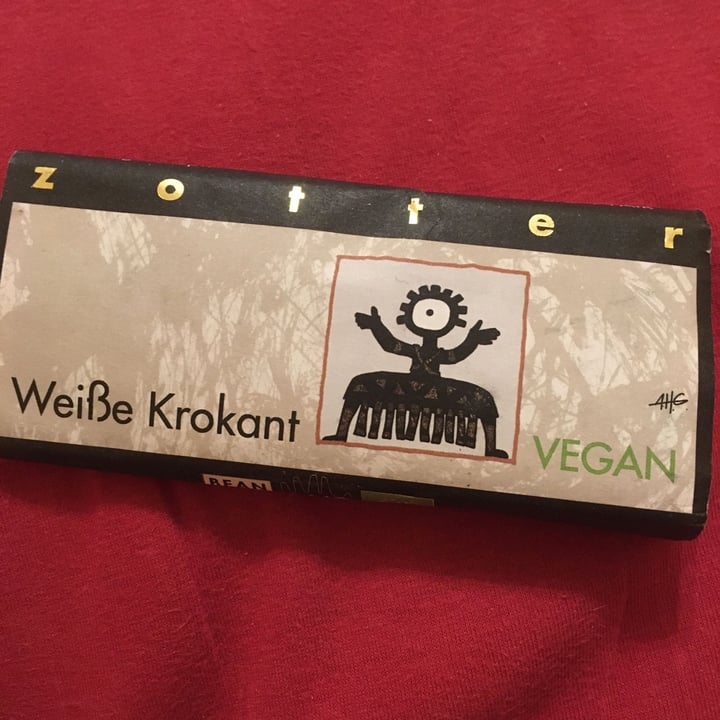 zotter
Weiße Krokant
VEGAN
AHG
BEAN